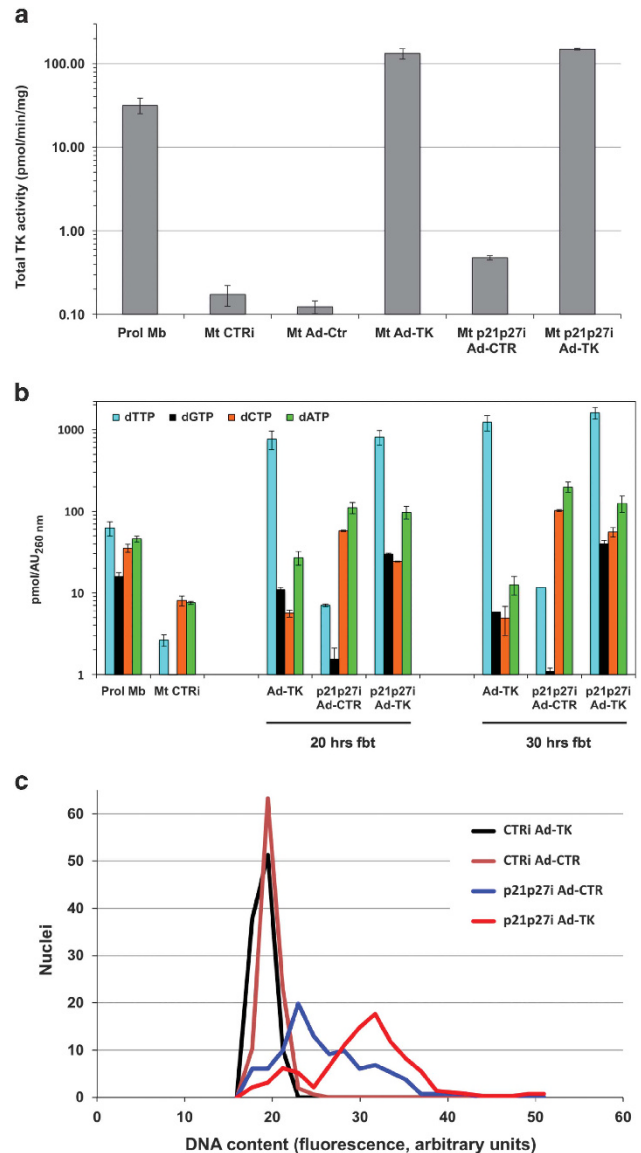 a
Total TK activity (pmol/min/mg)
100.00
10.00
1.00
0.10
Prol Mb
Mt CTRi
Mt Ad-Ctr
Mt Ad-TK
Mt p21p27i
Ad-CTR
Mt p21p27i
Ad-TK
b
dTTP dGTP dCTP dATP
pmol/AU260 nm
1000
100
10
1
Prol Mb
Mt CTRi
Ad-TK
p21p27i
Ad-CTR
p21p27i
Ad-TK
Ad-TK
p21p27i
Ad-CTR
p21p27i
Ad-TK
20 hrs fbt
30 hrs fbt
c
Nuclei
60
50
40
30
20
10
0
CTRi Ad-TK
CTRi Ad-CTR
p21p27i Ad-CTR
p21p27i Ad-TK
0 10 20 30 40 50 60
DNA content (fluorescence, arbitrary units)